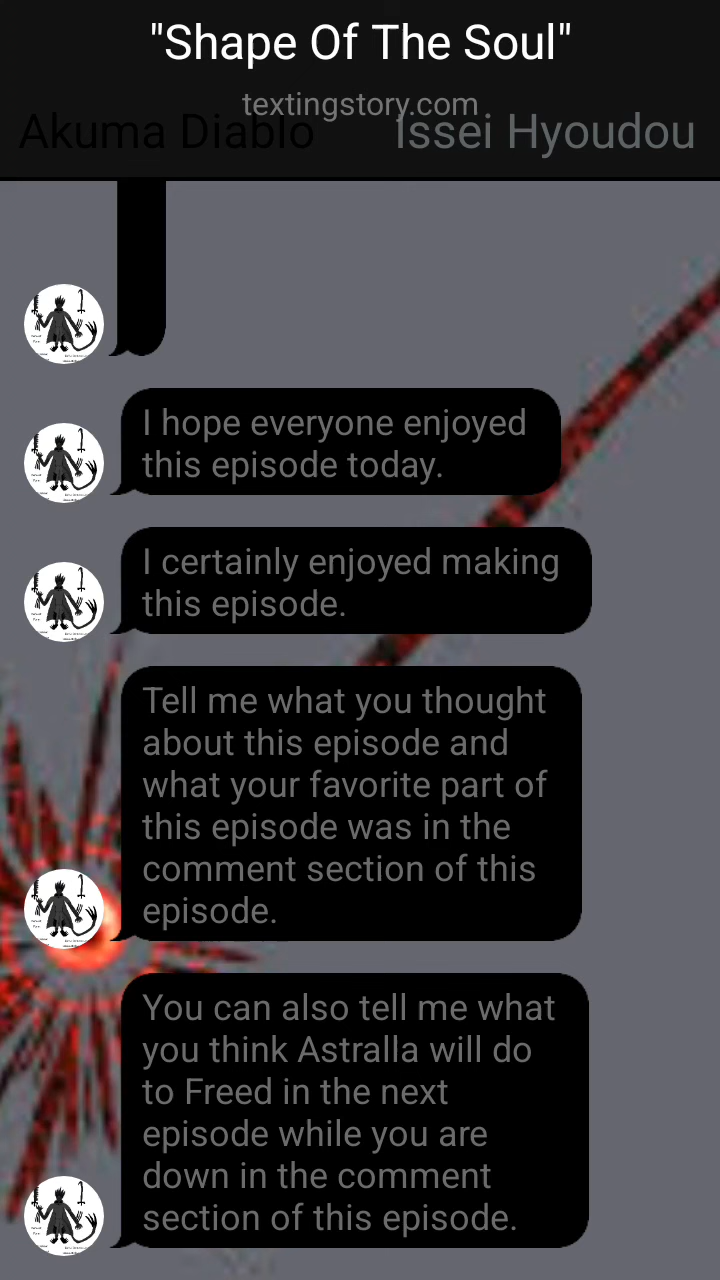 "Shape Of The Soul"
textingstory.com
Akuma Diablo Issei Hyoudou
I hope everyone enjoyed
this episode today.
I certainly enjoyed making
this episode.
Tell me what you thought
about this episode and
what your favorite part of
this episode was in the
comment section of this
episode.
You can also tell me what
you think Astralla will do
to Freed in the next
episode while you are
down in the comment
section of this episode.